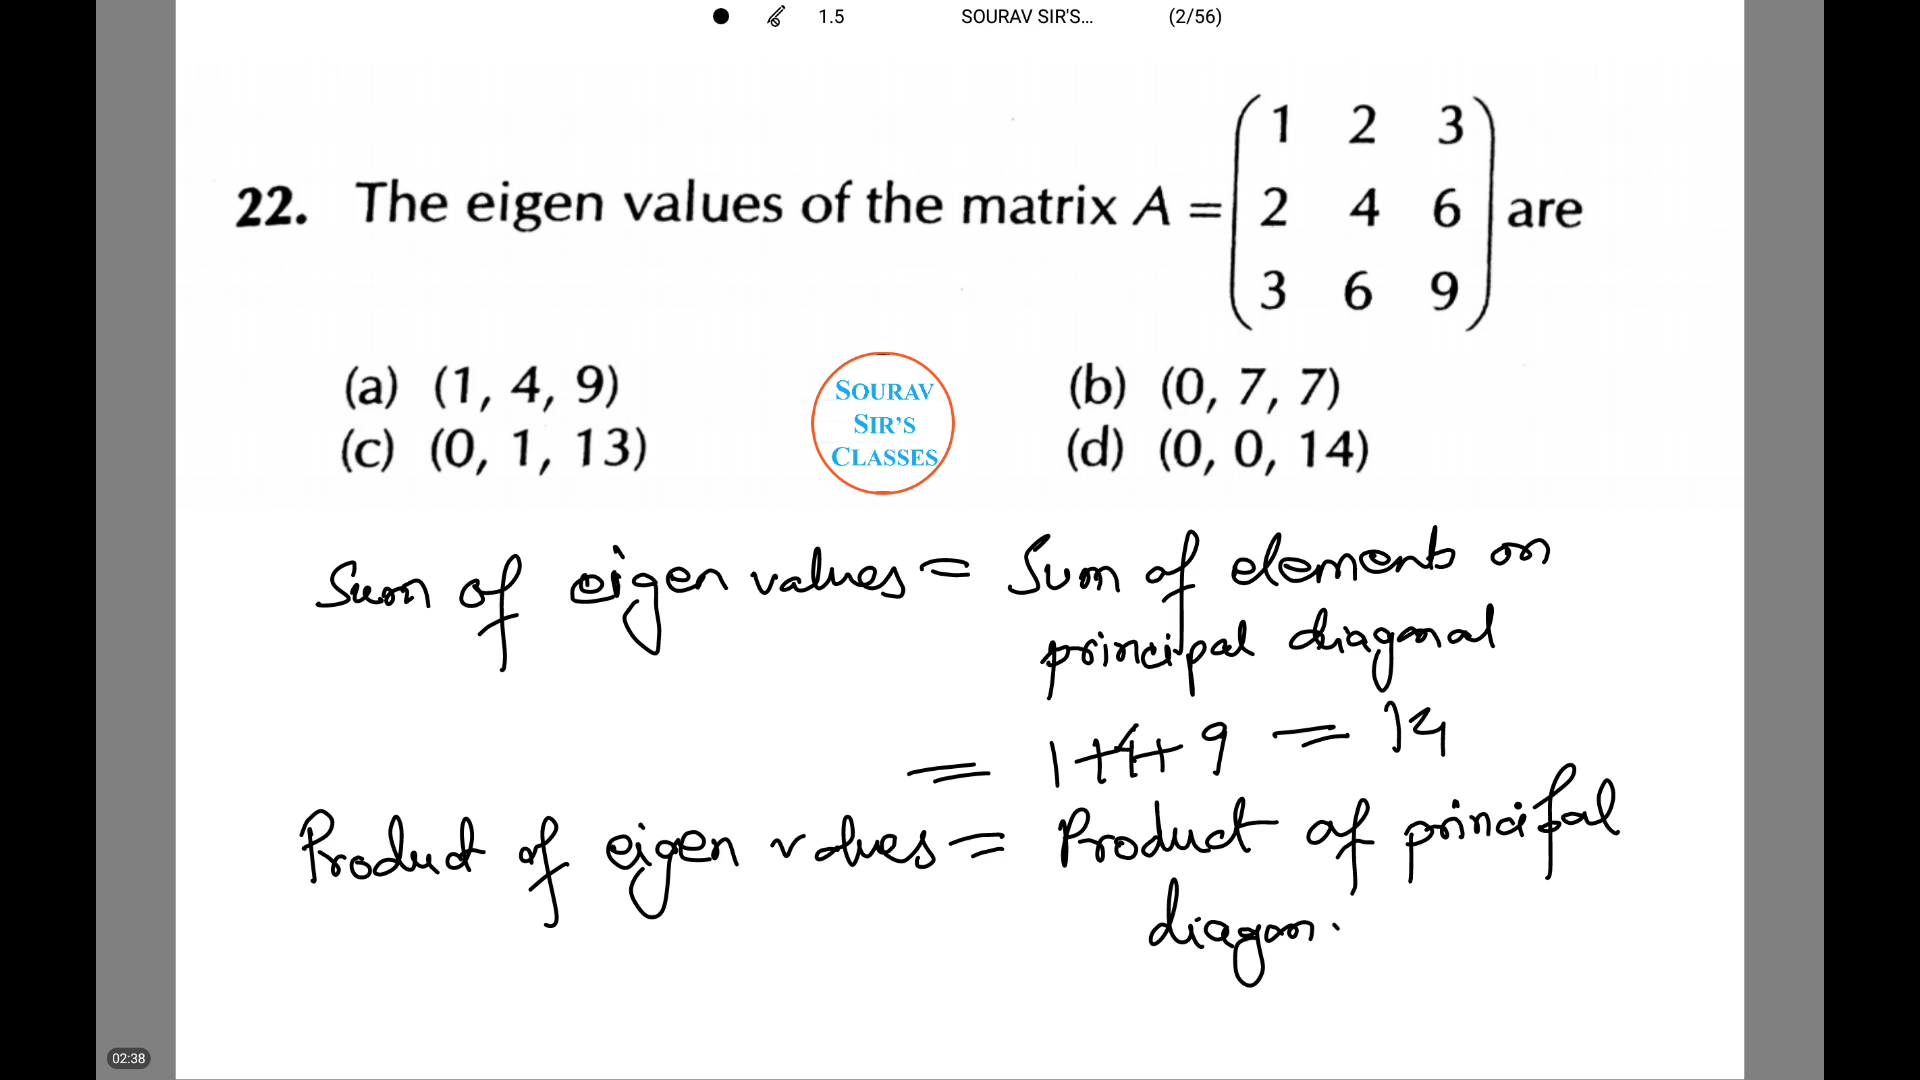 1.5 SOURAV SIR'S... (2/56)
22. The eigen values of the matrix A = ( 1 2 3
2 4 6
3 6 9 ) are
(a) (1, 4, 9) (b) (0, 7, 7)
(c) (0, 1, 13) (d) (0, 0, 14)
SOURAV
SIR'S
CLASSES
Sum of eigen values = Sum of elements on
principal diagonal
= 1+4+9 = 14
Product of eigen values = Product of principal
diagon.
02:38